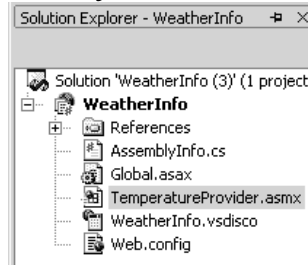 Solution Explorer - WeatherInfo
Solution 'WeatherInfo (3)' (1 project
WeatherInfo
References
AssemblyInfo.cs
Global.asax
TemperatureProvider.asmx
WeatherInfo.vsdisco
Web.config